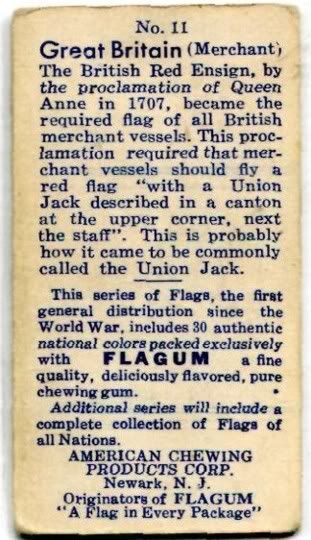 No. 11
Great Britain (Merchant)
The British Red Ensign, by
the proclamation of Queen
Anne in 1707, became the
required flag of all British
merchant vessels. This proc-
lamation required that mer-
chant vessels should fly a
red flag "with a Union
Jack described in a canton
at the upper corner, next
the staff". This is probably
how it came to be commonly
called the Union Jack.
This series of Flags, the first
general distribution since the
World War, includes 30 authentic
national colors packed exclusively
with FLAGUM a fine
quality, deliciously flavored, pure
chewing gum.
Additional series will include a
complete collection of Flags of
all Nations.
AMERICAN CHEWING
PRODUCTS CORP.
Newark, N. J.
Originators of FLAGUM
"A Flag in Every Package"